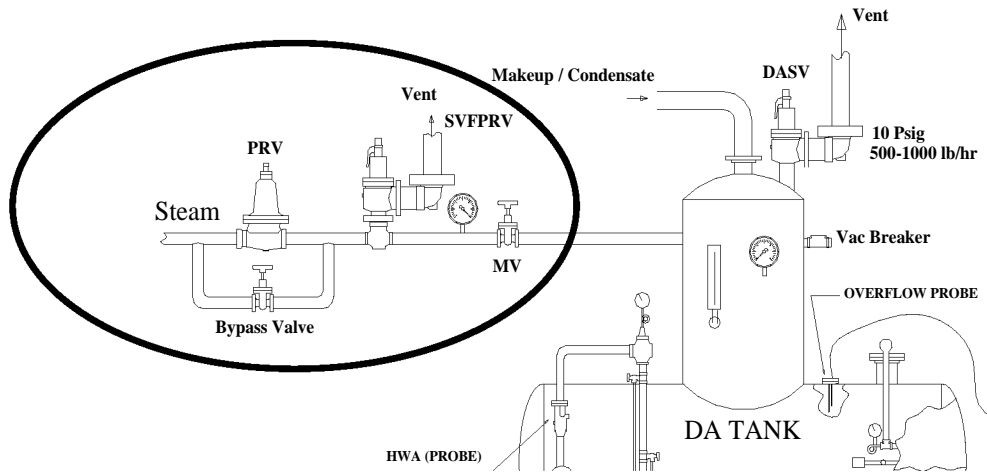 Vent
Makeup / Condensate
DASV
Vent
SVFPRV
10 Psig
500-1000 lb/hr
PRV
Steam
Vac Breaker
MV
OVERFLOW PROBE
Bypass Valve
DA TANK
HWA (PROBE)